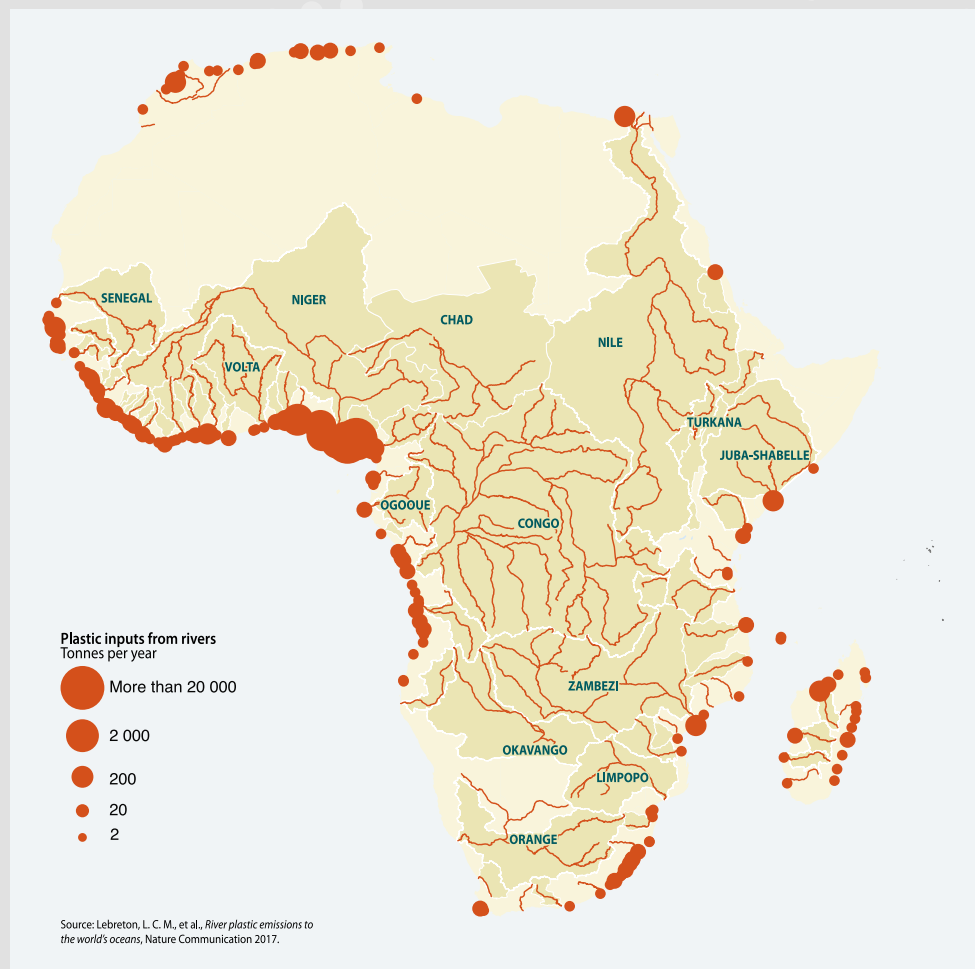 SENEGAL
NIGER
CHAD
NILE
VOLTA
TURKANA
JUBA-SHABELLE
OGOOUE
CONGO
ZAMBEZI
OKAVANGO
LIMPOPO
ORANGE
Plastic inputs from rivers
Tonnes per year
More than 20 000
2 000
200
20
2
Source: Lebreton, L. C. M., et al., River plastic emissions to
the world's oceans, Nature Communication 2017.